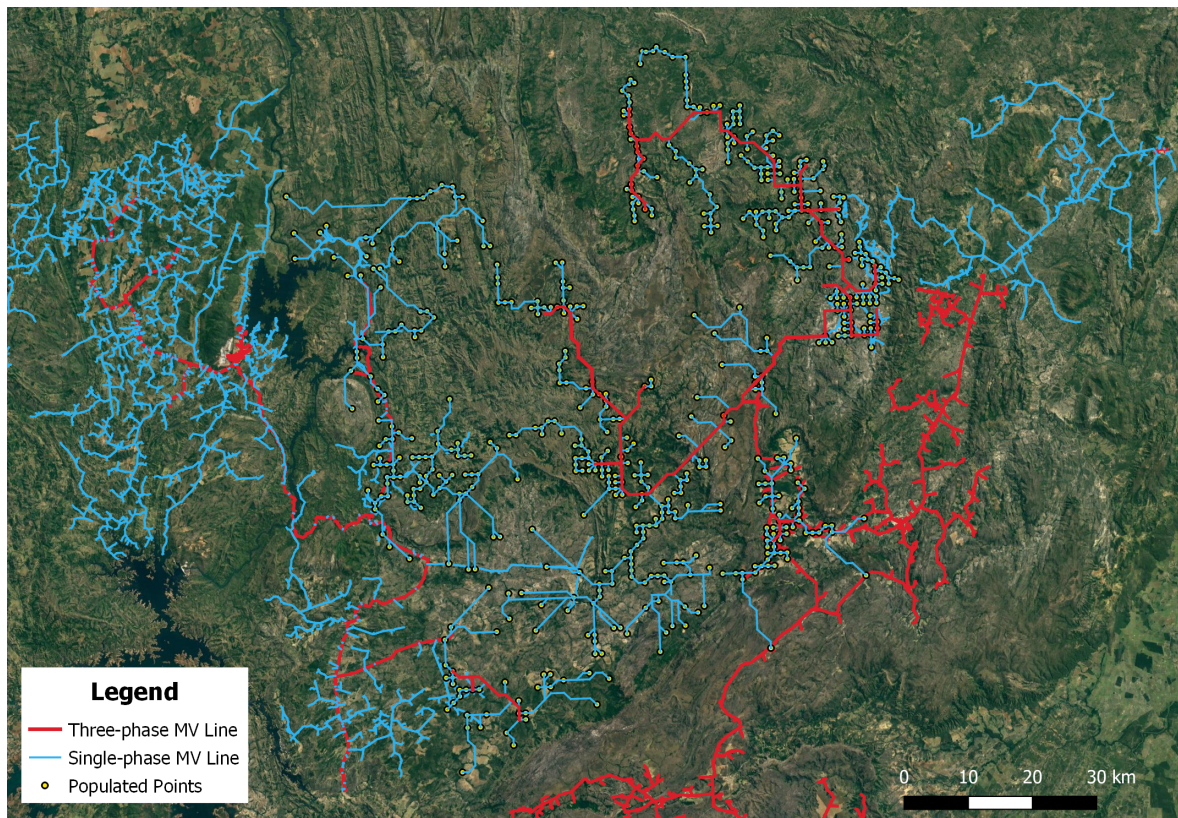 Legend
Three-phase MV Line
Single-phase MV Line
Populated Points
0 10 20 30 km